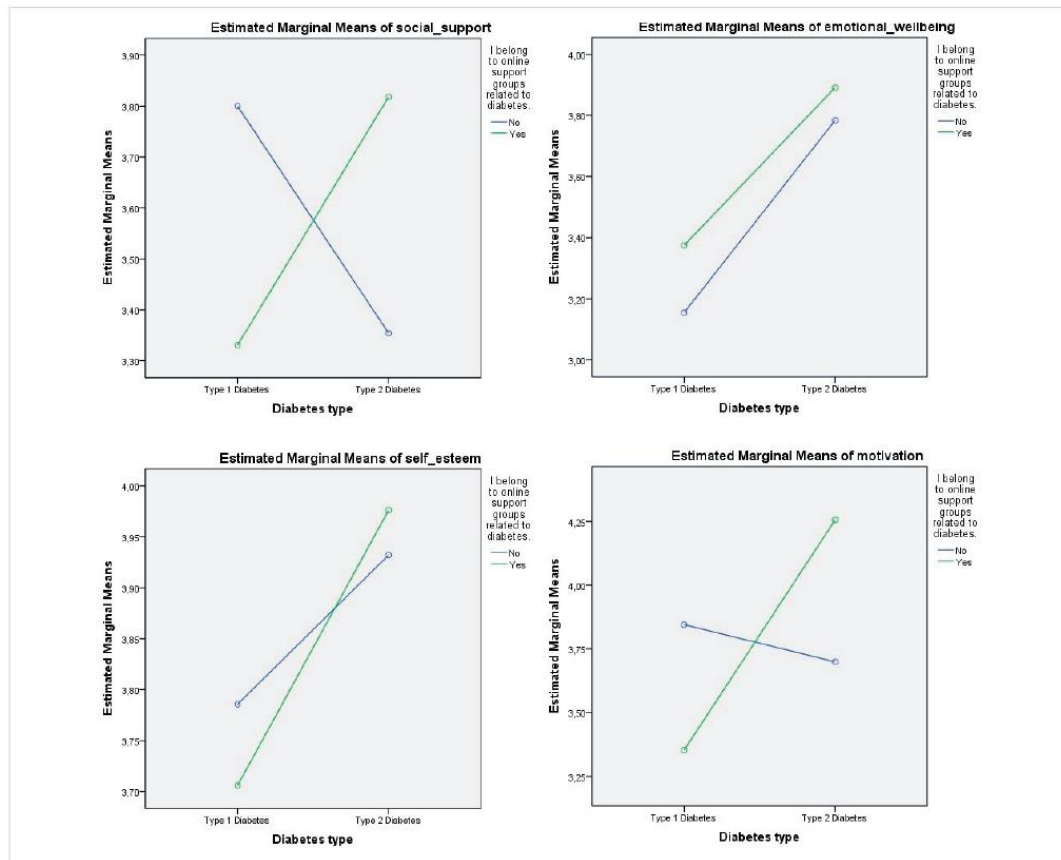 Estimated Marginal Means of social_support
3,90
3,80
3,70
3,60
3,50
3,40
3,30
Estimated Marginal Means
Type 1 Diabetes
Type 2 Diabetes
Diabetes type
I belong
to online
support
groups
related to
diabetes.
No
Yes
Estimated Marginal Means of emotional_wellbeing
4,00
3,80
3,60
3,40
3,20
3,00
Estimated Marginal Means
Type 1 Diabetes
Type 2 Diabetes
Diabetes type
I belong
to online
support
groups
related to
diabetes.
No
Yes
Estimated Marginal Means of self_esteem
4,00
3,95
3,90
3,85
3,80
3,75
3,70
Estimated Marginal Means
Type 1 Diabetes
Type 2 Diabetes
Diabetes type
I belong
to online
support
groups
related to
diabetes.
No
Yes
Estimated Marginal Means of motivation
4,25
4,00
3,75
3,50
3,25
Estimated Marginal Means
Type 1 Diabetes
Type 2 Diabetes
Diabetes type
I belong
to online
support
groups
related to
diabetes.
No
Yes